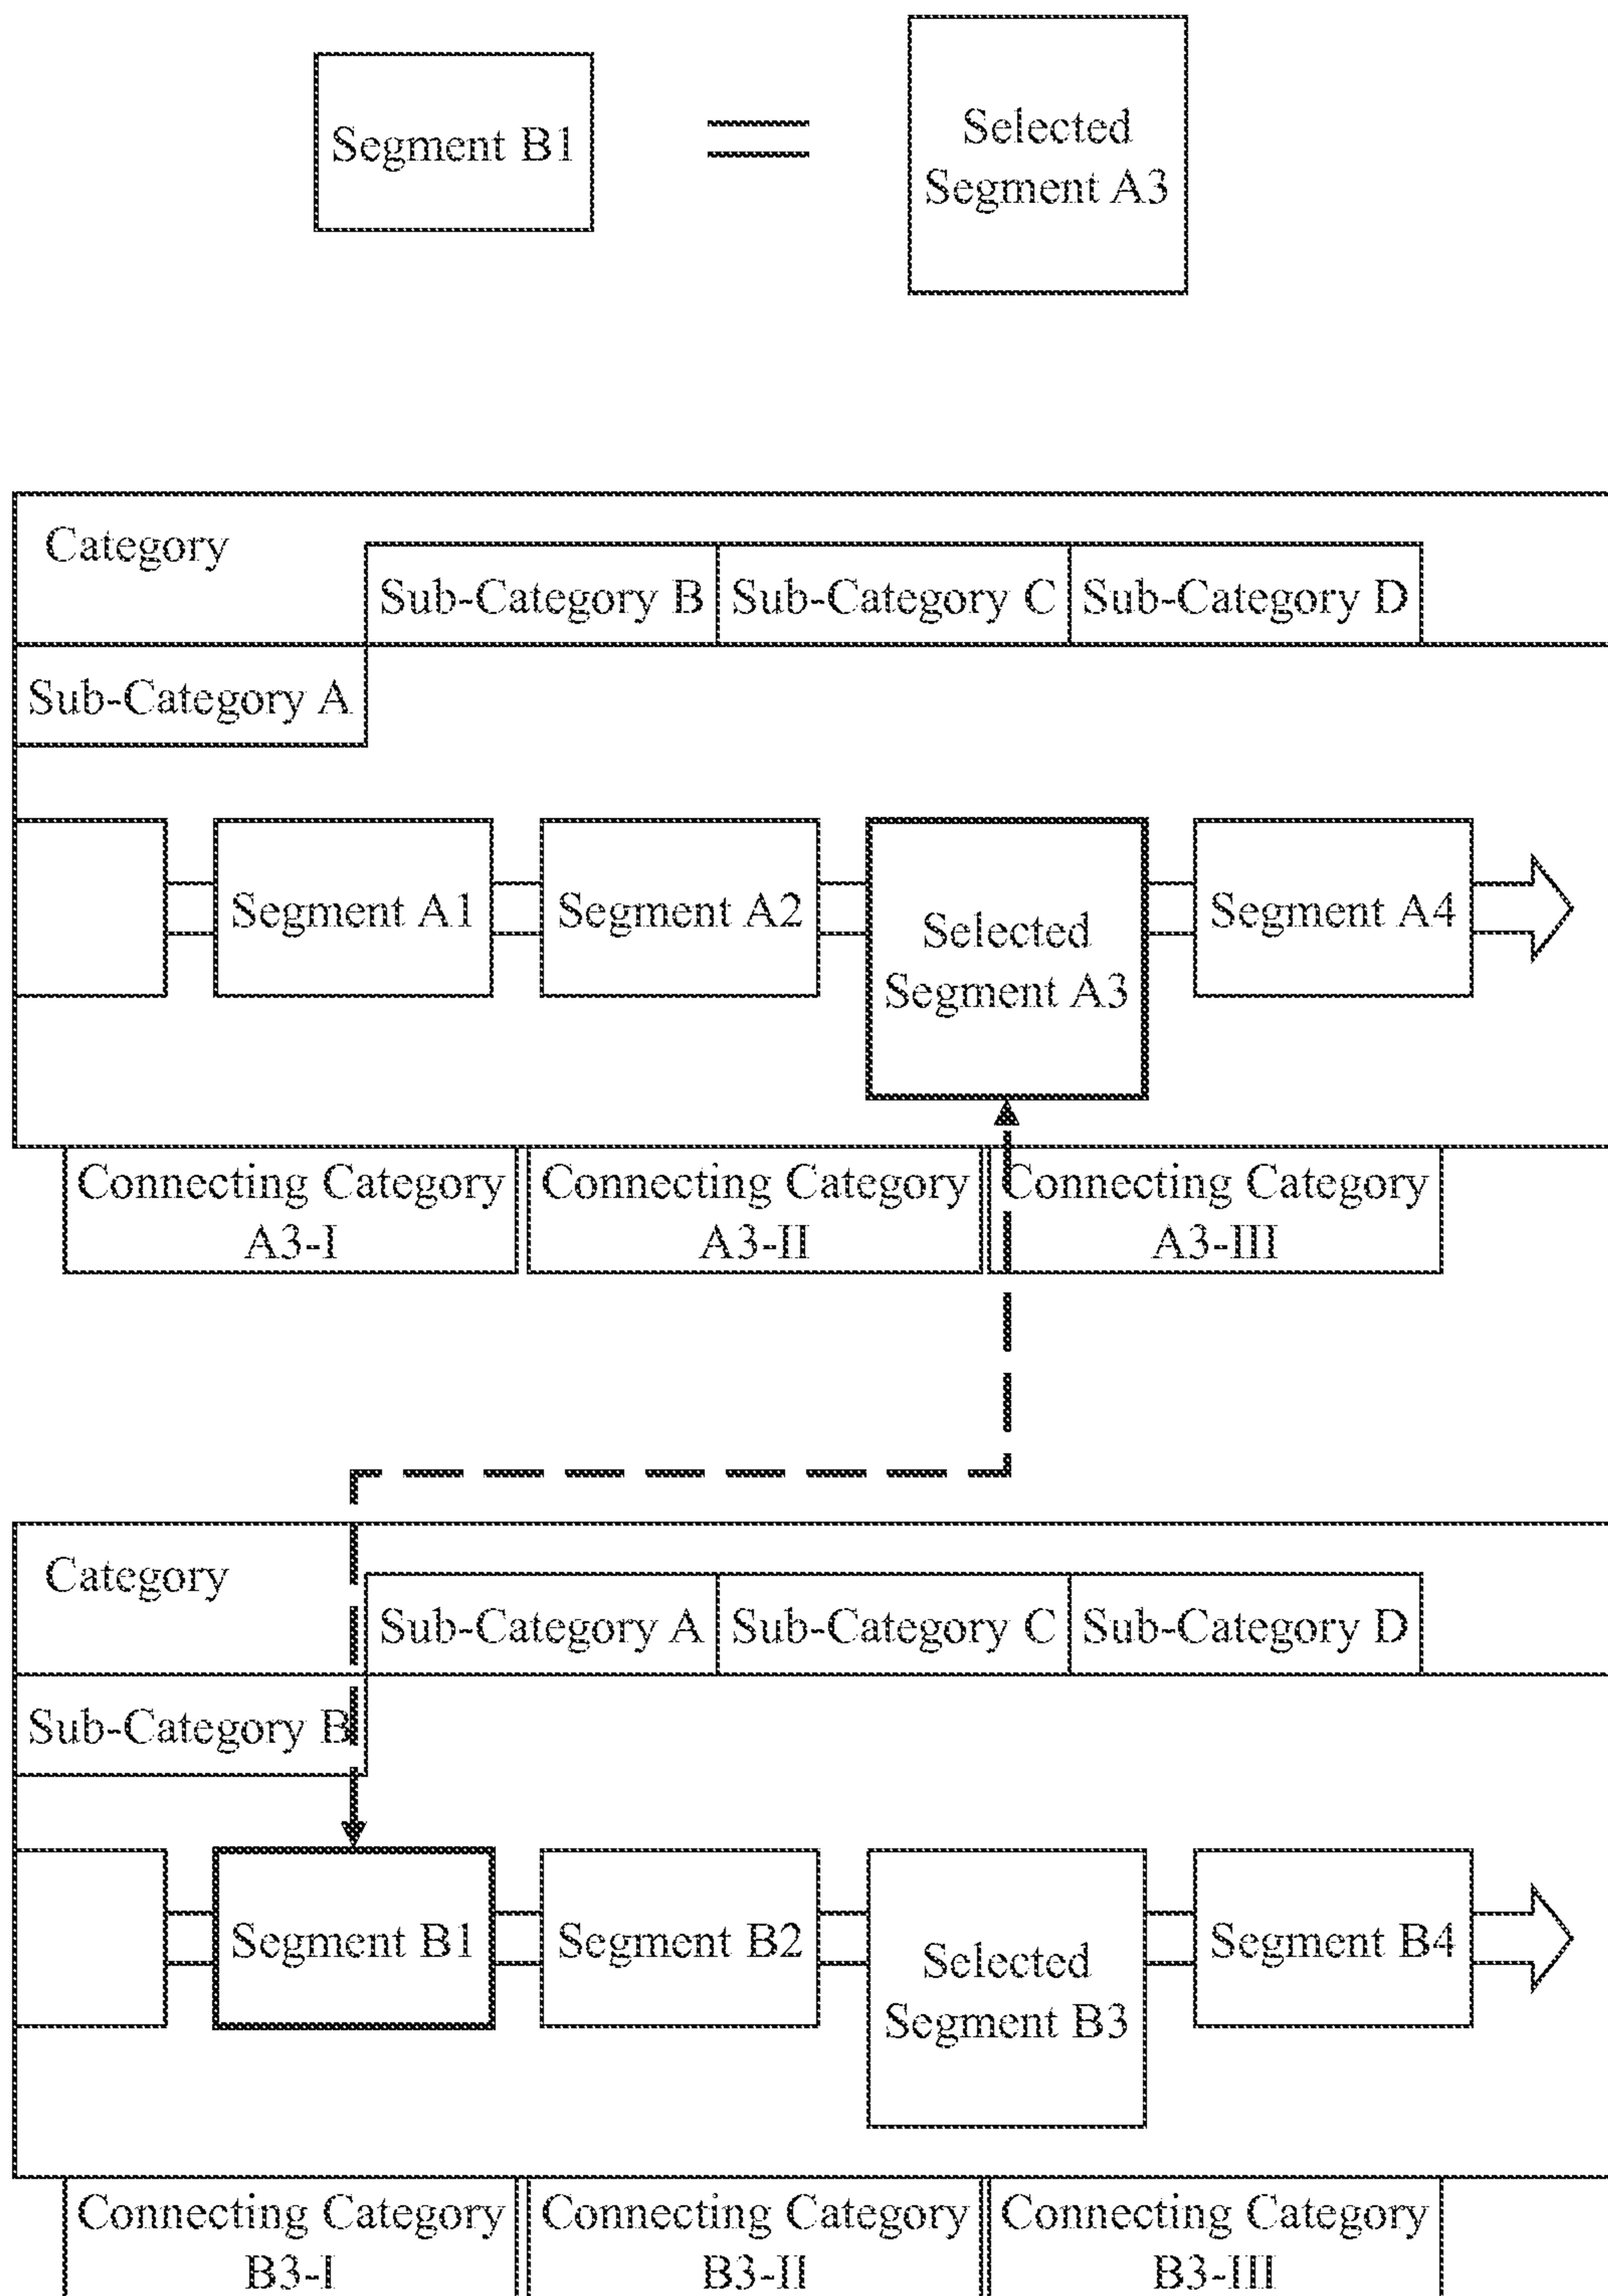 Segment B1
Selected
Segment A3
Category
Sub-Category B
Sub-Category C
Sub-Category D
Sub-Category A
Segment A1
Segment A2
Selected
Segment A3
Segment A4
Connecting Category
A3-I
Connecting Category
A3-II
Connecting Category
A3-III
Category
Sub-Category A
Sub-Category C
Sub-Category D
Sub-Category B
Segment B1
Segment B2
Selected
Segment B3
Segment B4
Connecting Category
B3-I
Connecting Category
B3-II
Connecting Category
B3-III